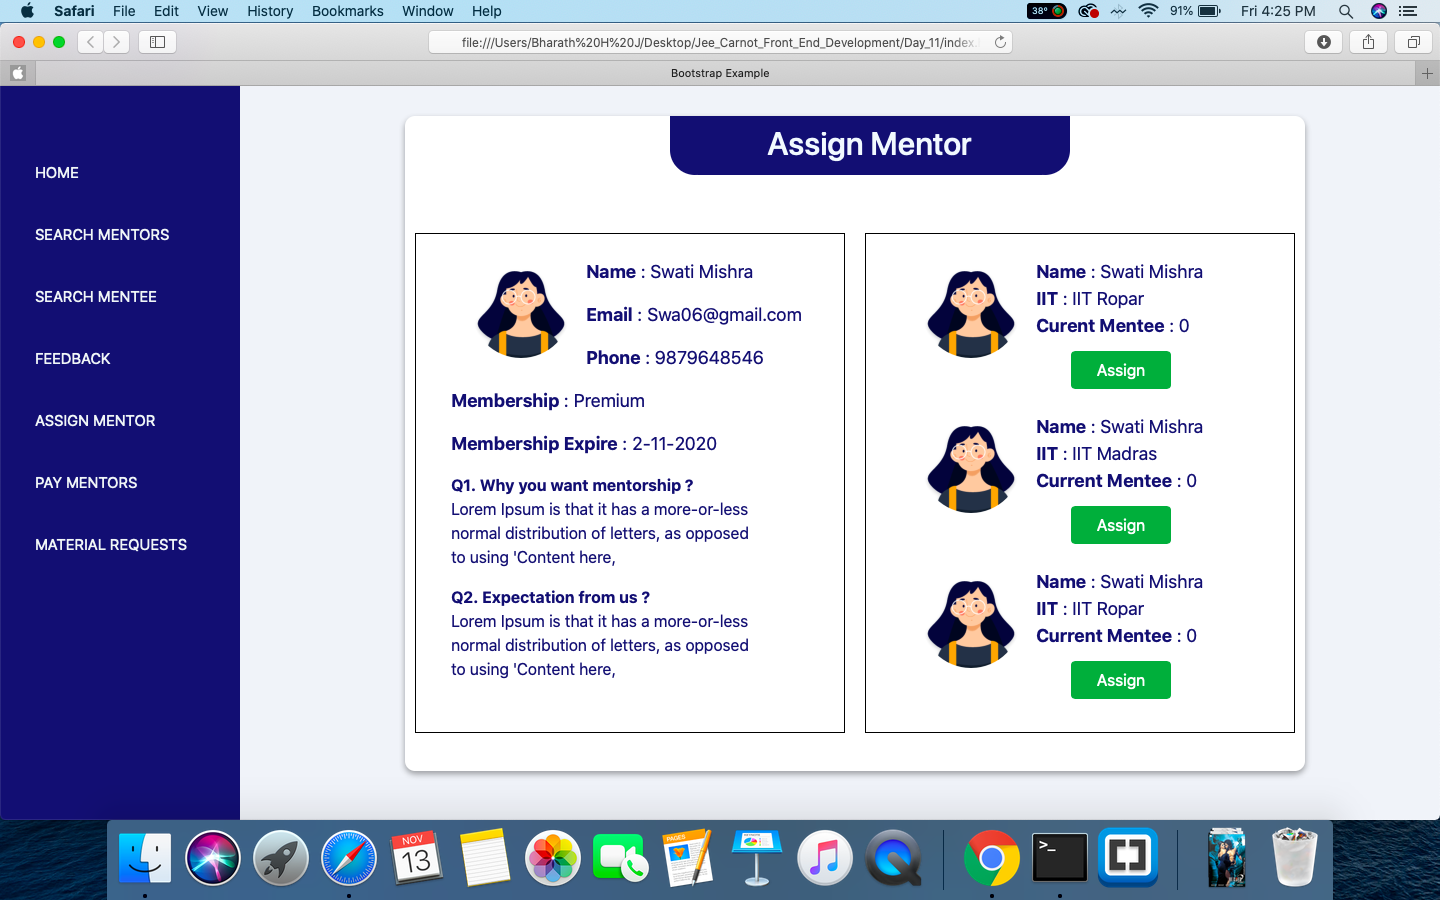 Safari File Edit View History Bookmarks Window Help 38° 91% Fri 4:25 PM
file:///Users/Bharath%20H%20J/Desktop/Jee_Carnot_Front_End_Development/Day_11/index.
Bootstrap Example
HOME
SEARCH MENTORS
SEARCH MENTEE
FEEDBACK
ASSIGN MENTOR
PAY MENTORS
MATERIAL REQUESTS
Assign Mentor
Name : Swati Mishra
Email : Swa06@gmail.com
Phone : 9879648546
Membership : Premium
Membership Expire : 2-11-2020
Q1. Why you want mentorship ?
Lorem Ipsum is that it has a more-or-less
normal distribution of letters, as opposed
to using 'Content here,
Q2. Expectation from us ?
Lorem Ipsum is that it has a more-or-less
normal distribution of letters, as opposed
to using 'Content here,
Name : Swati Mishra
IIT : IIT Ropar
Curent Mentee : 0
Assign
Name : Swati Mishra
IIT : IIT Madras
Current Mentee : 0
Assign
Name : Swati Mishra
IIT : IIT Ropar
Current Mentee : 0
Assign
NOV
13
PAGES
>_